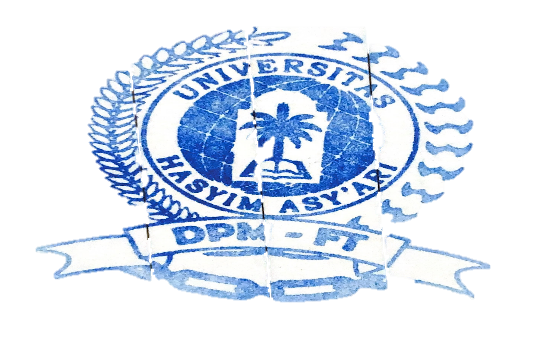 UNIVERSITAS
HASYIM ASY'ARI
DPM - FT